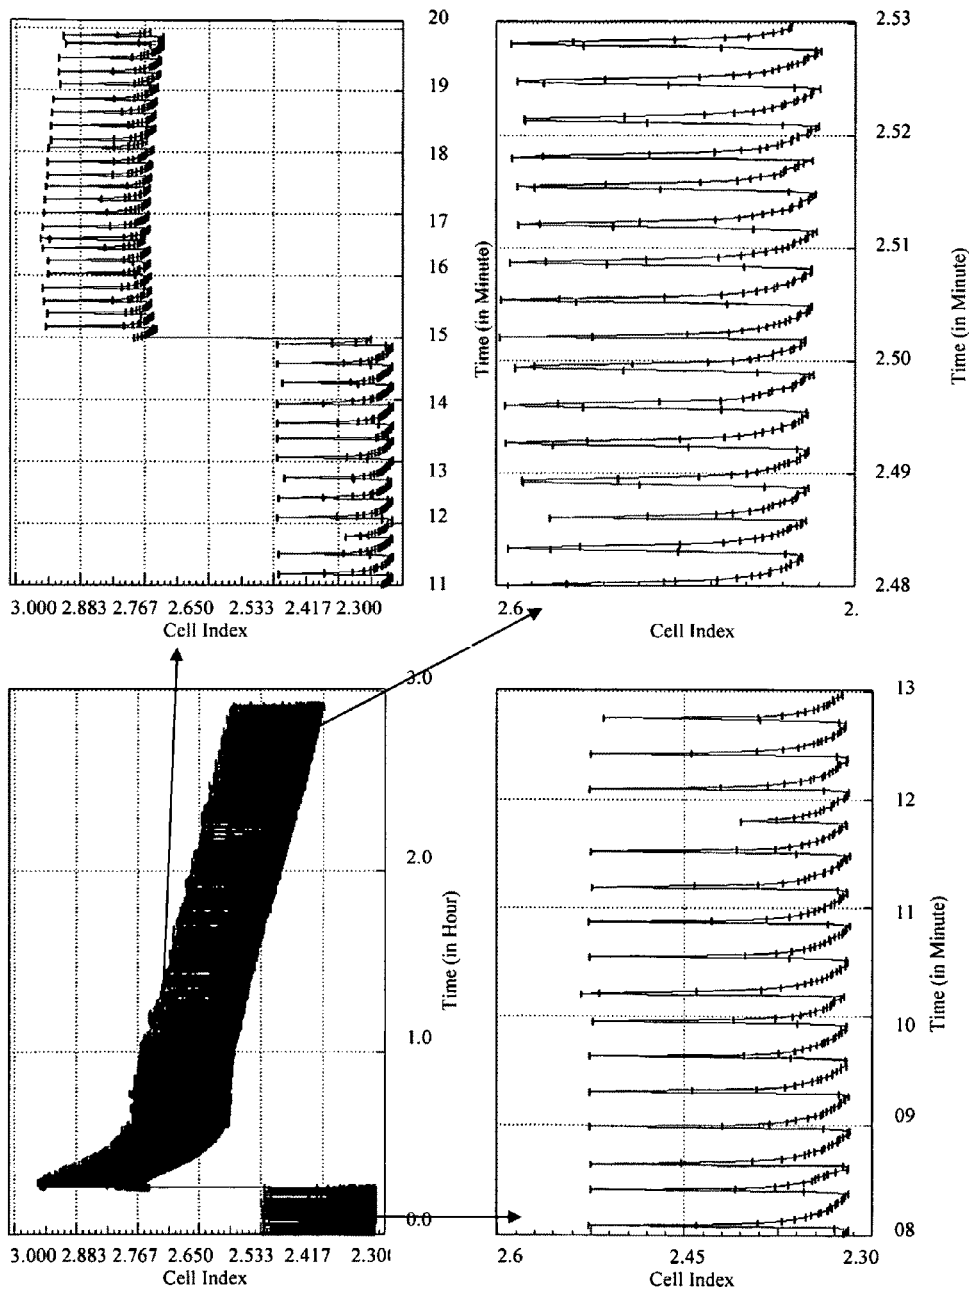 20
19
18
17
16
15
14
13
12
11
3.000 2.883 2.767 2.650 2.533 2.417 2.300
Cell Index
Time (in Minute)
2.53
2.52
2.51
2.50
2.49
2.48
2.6 2.
Cell Index
Time (in Minute)
3.0
2.0
1.0
0.0
Time (in Hour)
3.000 2.883 2.767 2.650 2.533 2.417 2.300
Cell Index
13
12
11
10
09
08
Time (in Minute)
2.6 2.45 2.30
Cell Index